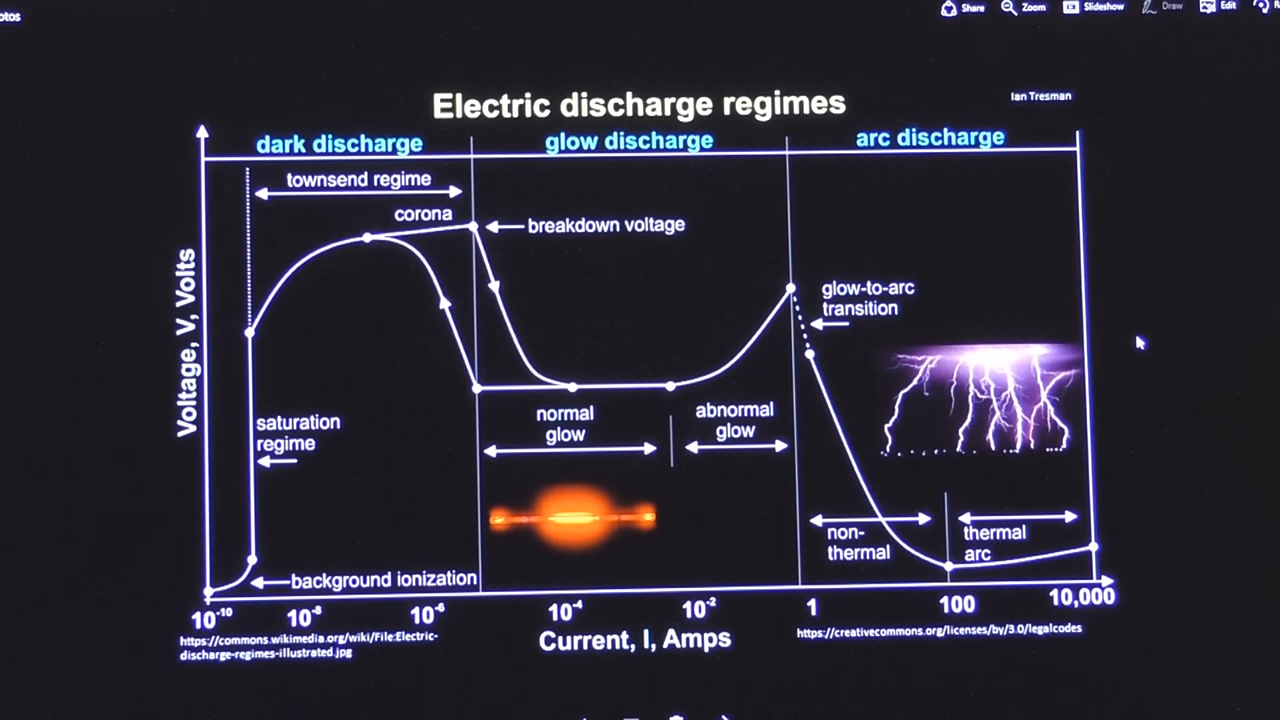 otos
Share
Zoom
Slideshow
Draw
Edit
Electric discharge regimes
Ian Tresman
dark discharge
glow discharge
arc discharge
townsend regime
corona
breakdown voltage
glow-to-arc
transition
Voltage, V, Volts
saturation
regime
normal
glow
abnormal
glow
non-
thermal
thermal
arc
background ionization
10-10
10-8
10-6
10-4
10-2
1
100
10,000
Current, I, Amps
https://commons.wikimedia.org/wiki/File:Electric-
discharge-regimes-illustrated.jpg
https://creativecommons.org/licenses/by/3.0/legalcodes